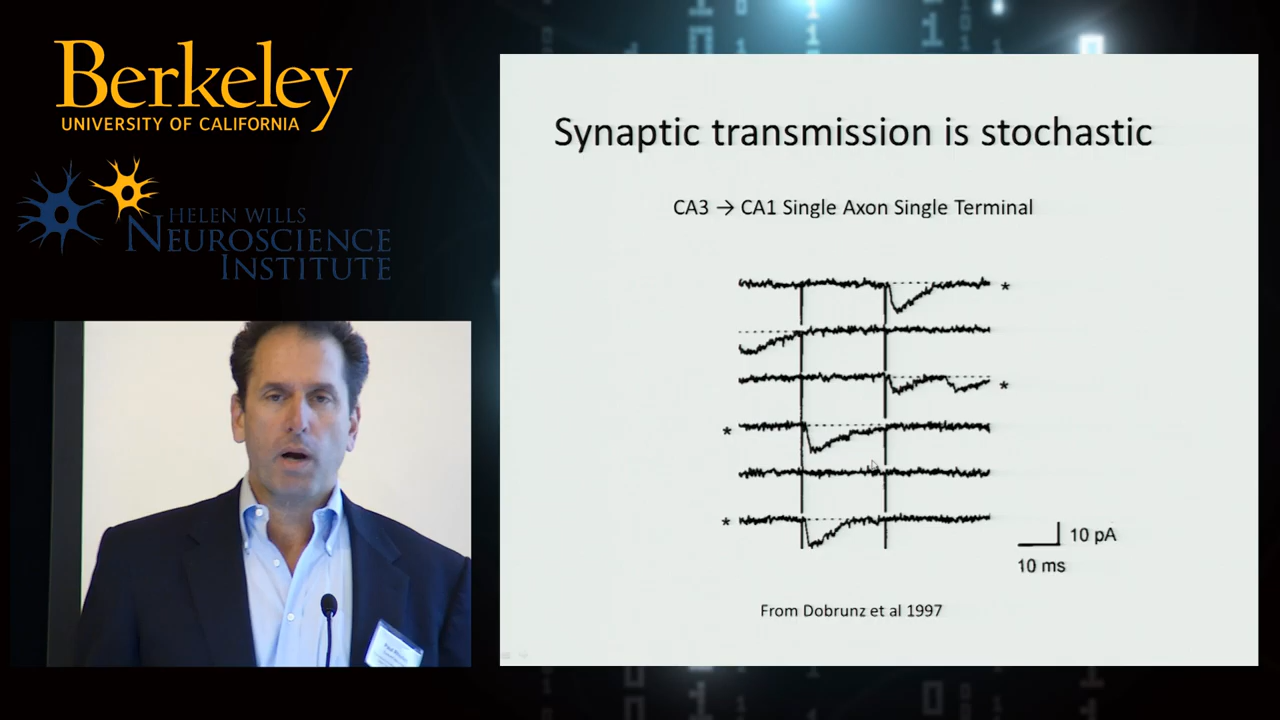 Berkeley
UNIVERSITY OF CALIFORNIA
HELEN WILLS
NEUROSCIENCE
INSTITUTE
Synaptic transmission is stochastic
CA3 → CA1 Single Axon Single Terminal
*
*
*
*
10 pA
10 ms
From Dobrunz et al 1997
Paul